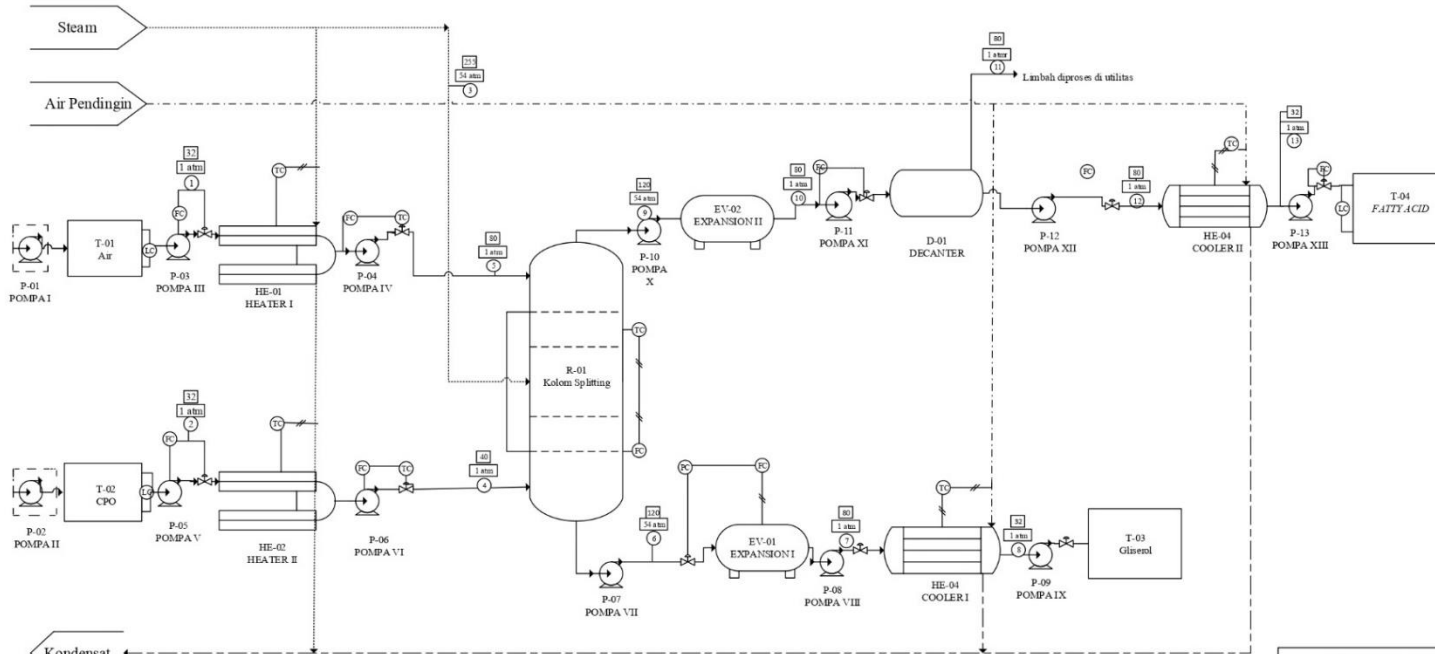 Steam
Air Pendingin
255
54 atm
3
80
1 atmr
11
Limbah diproses di utilitas
32
1 atm
1
FC
TC
T-01
Air
LC
P-01
POMPA I
P-03
POMPA III
HE-01
HEATER I
FC
TC
P-04
POMPA IV
80
1 atm
5
120
54 atm
9
P-10
POMPA
X
EV-02
EXPANSION II
80
1 atm
10
FC
P-11
POMPA XI
D-01
DECANTER
FC
P-12
POMPA XII
80
1 atm
12
TC
HE-04
COOLER II
32
1 atm
13
FC
P-13
POMPA XIII
LC
T-04
FATTY ACID
R-01
Kolom Splitting
TC
FC
32
1 atm
2
FC
TC
T-02
CPO
LC
P-02
POMPA II
P-05
POMPA V
HE-02
HEATER II
FC
TC
P-06
POMPA VI
40
1 atm
4
P-07
POMPA VII
120
54 atm
6
PC
FC
EV-01
EXPANSION I
80
1 atm
7
P-08
POMPA VIII
TC
HE-04
COOLER I
32
1 atm
8
P-09
POMPA IX
T-03
Gliserol
Kondensat